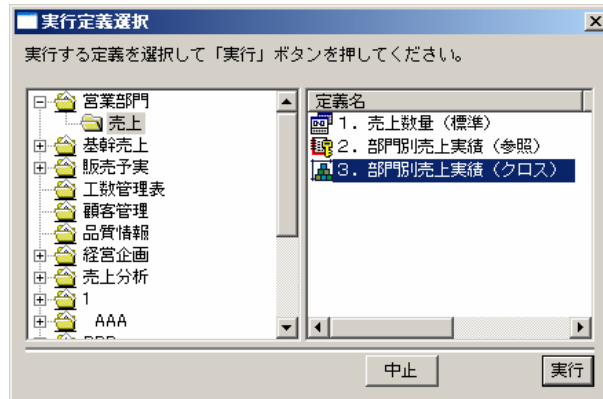 実行定義選択
実行する定義を選択して「実行」ボタンを押してください。
営業部門
売上
基幹売上
販売予実
工数管理表
顧客管理
品質情報
経営企画
売上分析
1
AAA
定義名
1．売上数量（標準）
2．部門別売上実績（参照）
3．部門別売上実績（クロス）
中止
実行